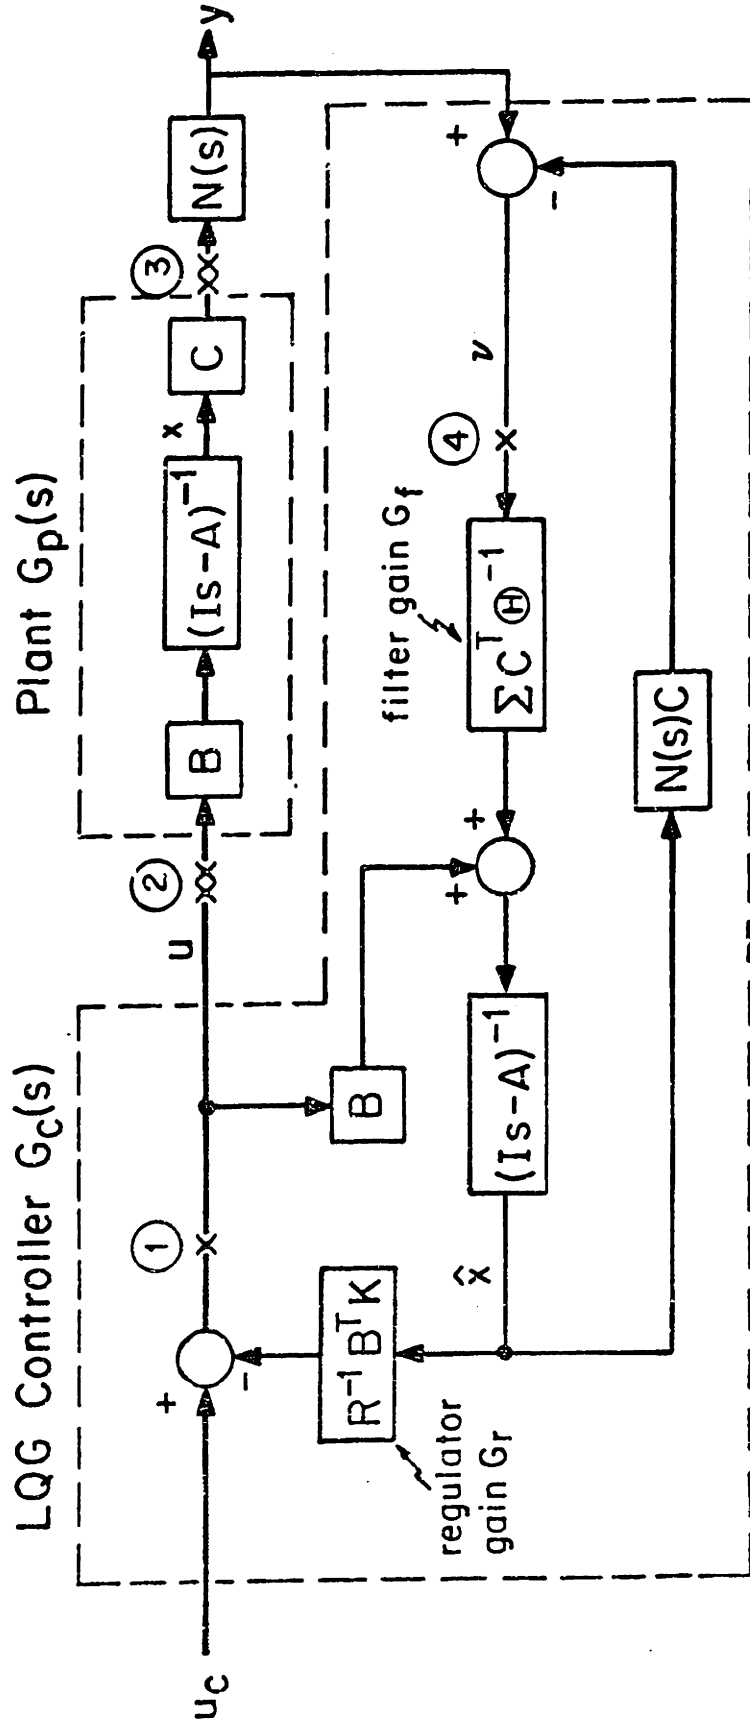 LQG Controller G_C(s)
Plant G_p(s)
u_c
+
-
1
u
2
B
(Is-A)^{-1}
x
C
3
N(s)
y
regulator
gain G_r
R^{-1} B^T K
B
x̂
(Is-A)^{-1}
+
+
filter gain G_f
Σ C^T Ⓗ^{-1}
4
ν
+
-
N(s)C